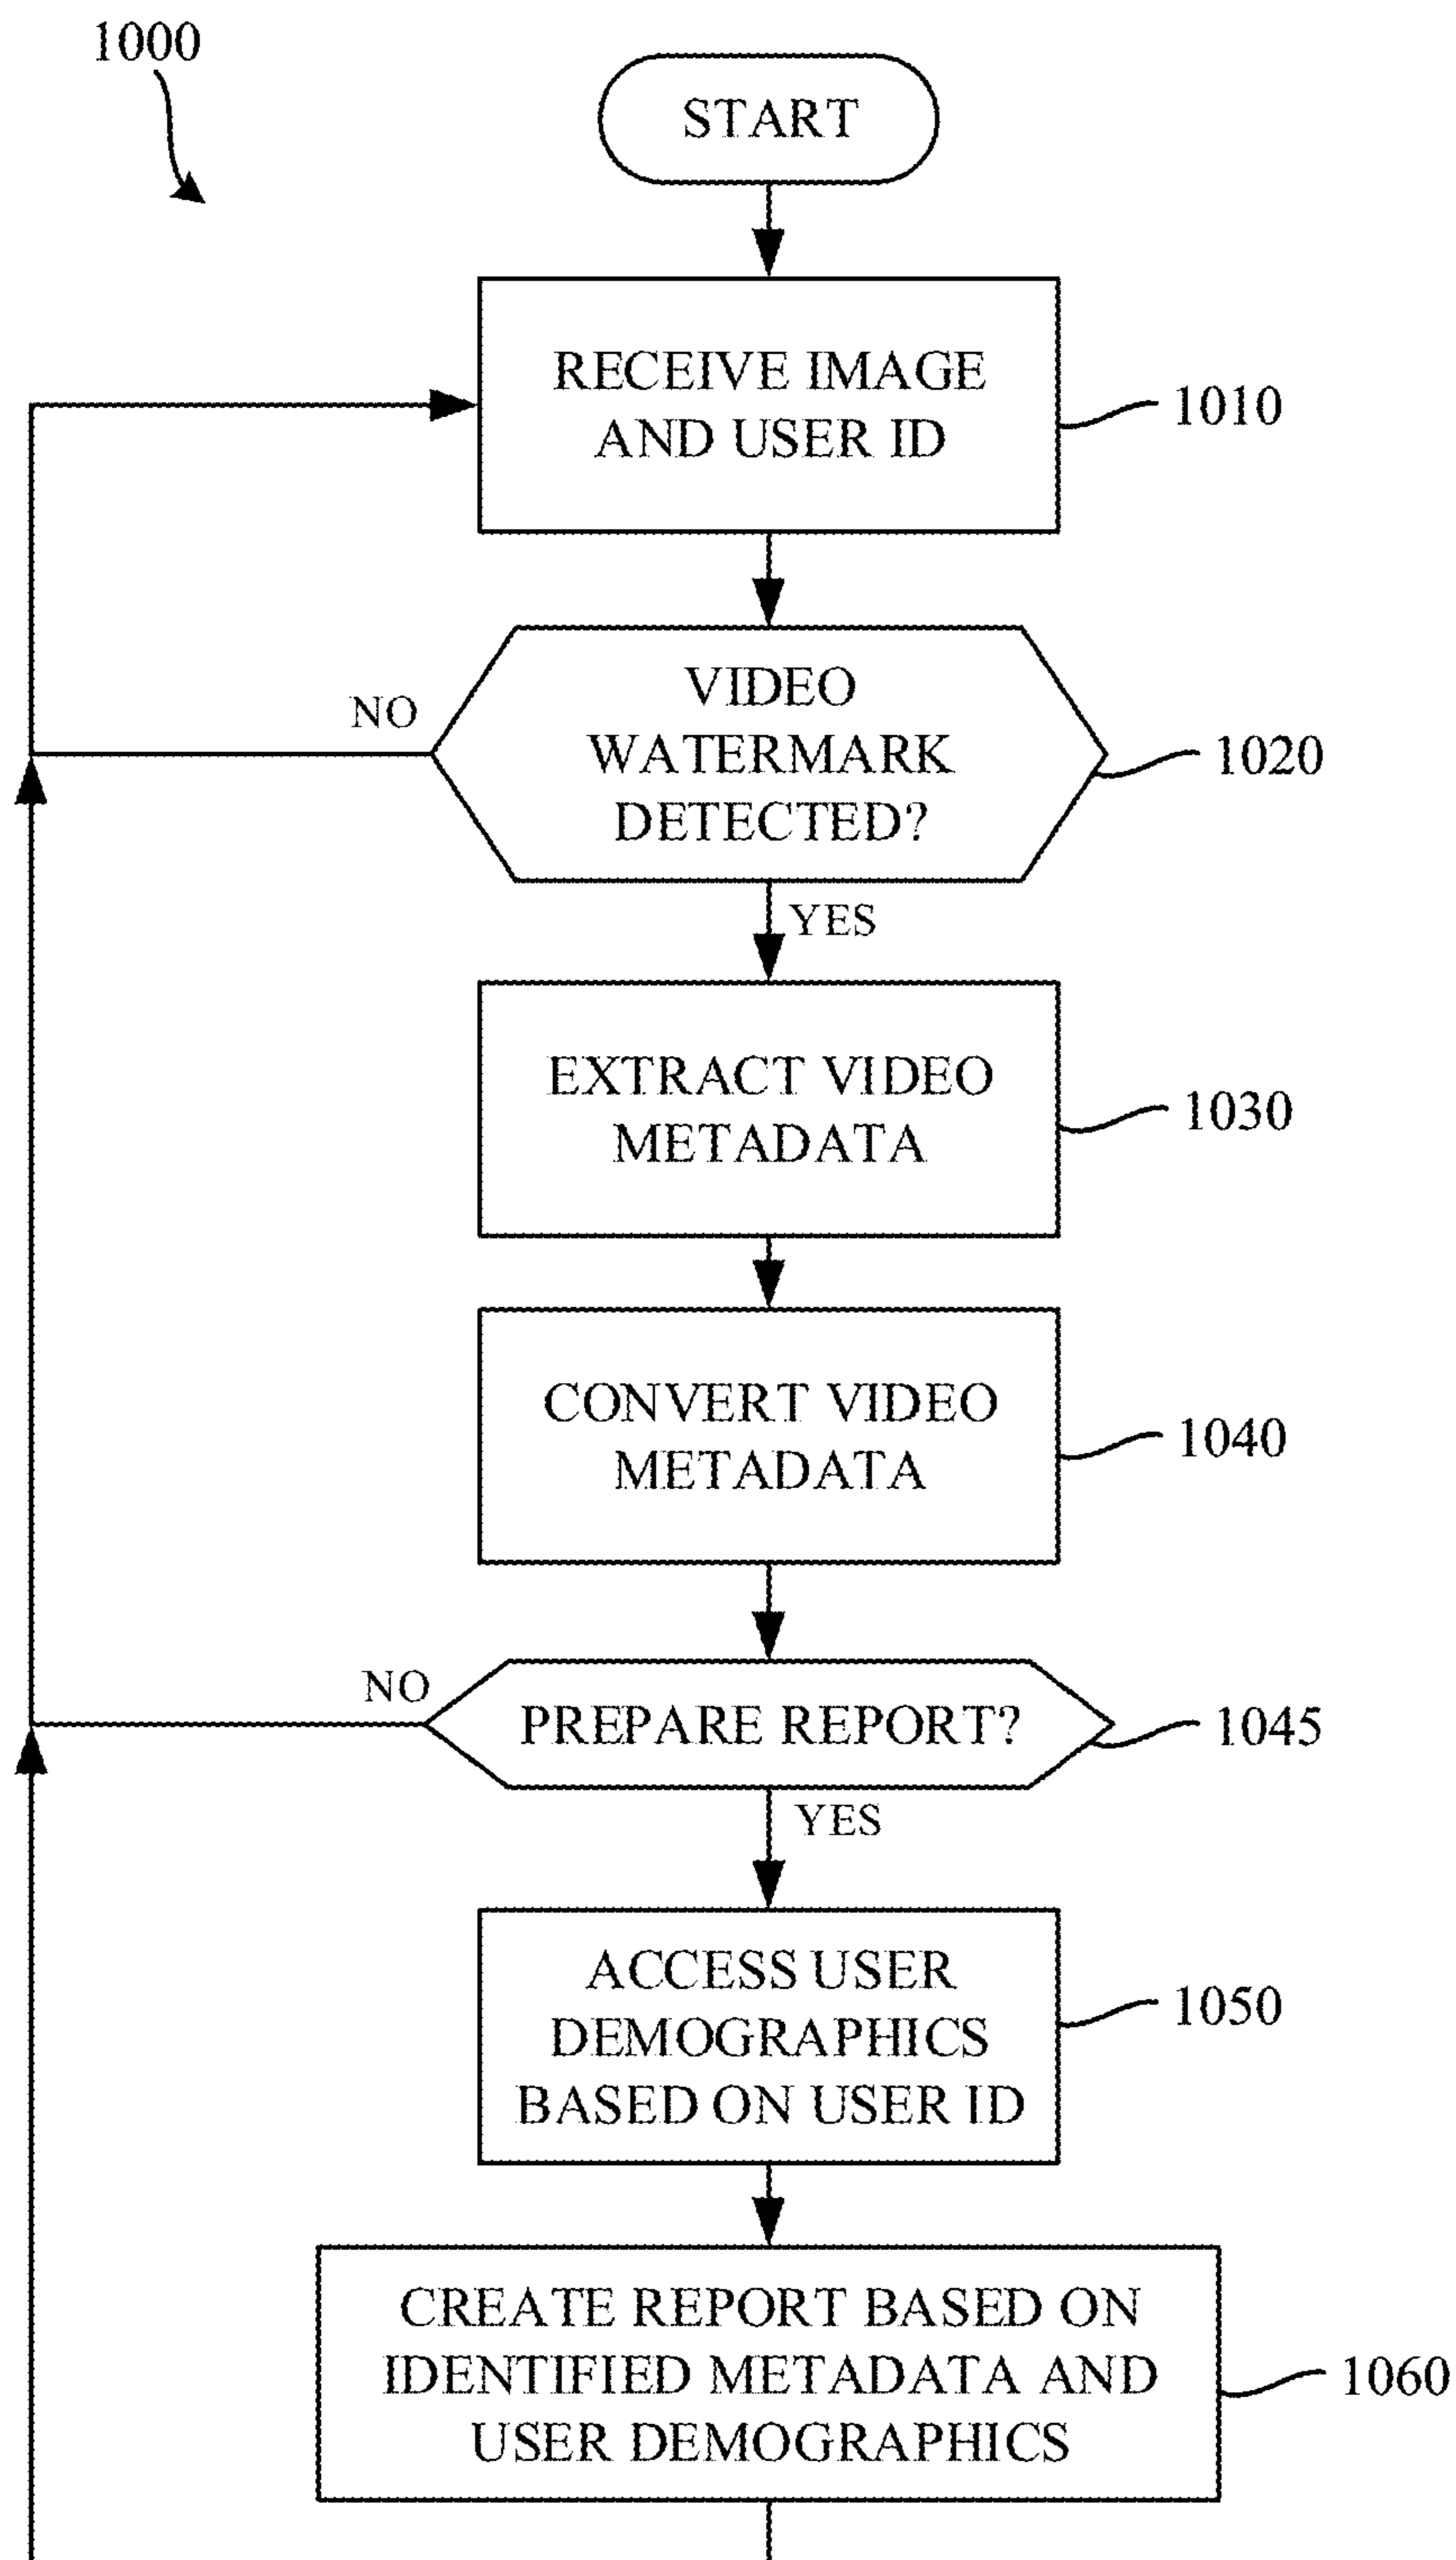 1000
START
RECEIVE IMAGE
AND USER ID
1010
VIDEO
WATERMARK
DETECTED?
NO
1020
YES
EXTRACT VIDEO
METADATA
1030
CONVERT VIDEO
METADATA
1040
NO
PREPARE REPORT?
1045
YES
ACCESS USER
DEMOGRAPHICS
BASED ON USER ID
1050
CREATE REPORT BASED ON
IDENTIFIED METADATA AND
USER DEMOGRAPHICS
1060